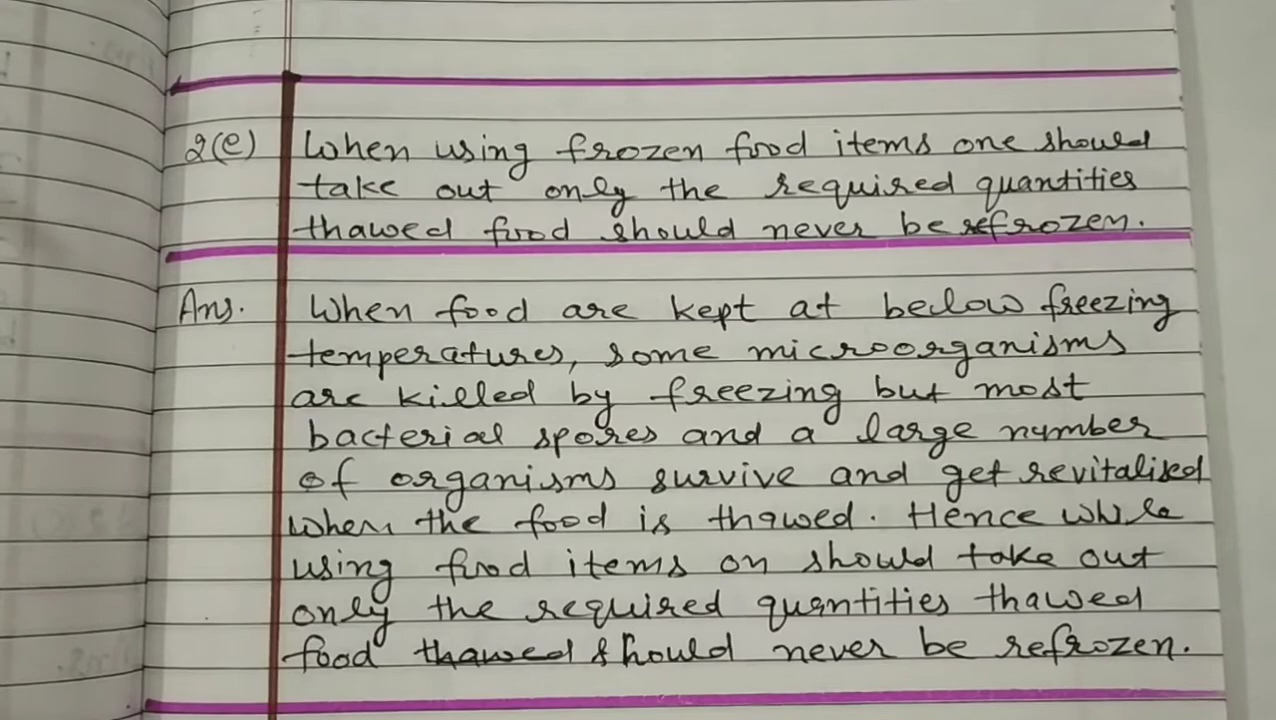 2(e) When using frozen food items one should
take out only the required quantities
thawed food should never be refrozen.
Ans. When food are kept at below freezing
temperatures, some microorganisms
are killed by freezing but most
bacterial spores and a large number
of organisms survive and get revitalised
when the food is thawed. Hence while
using food items on should take out
only the required quantities thawed
food thawed should never be refrozen.